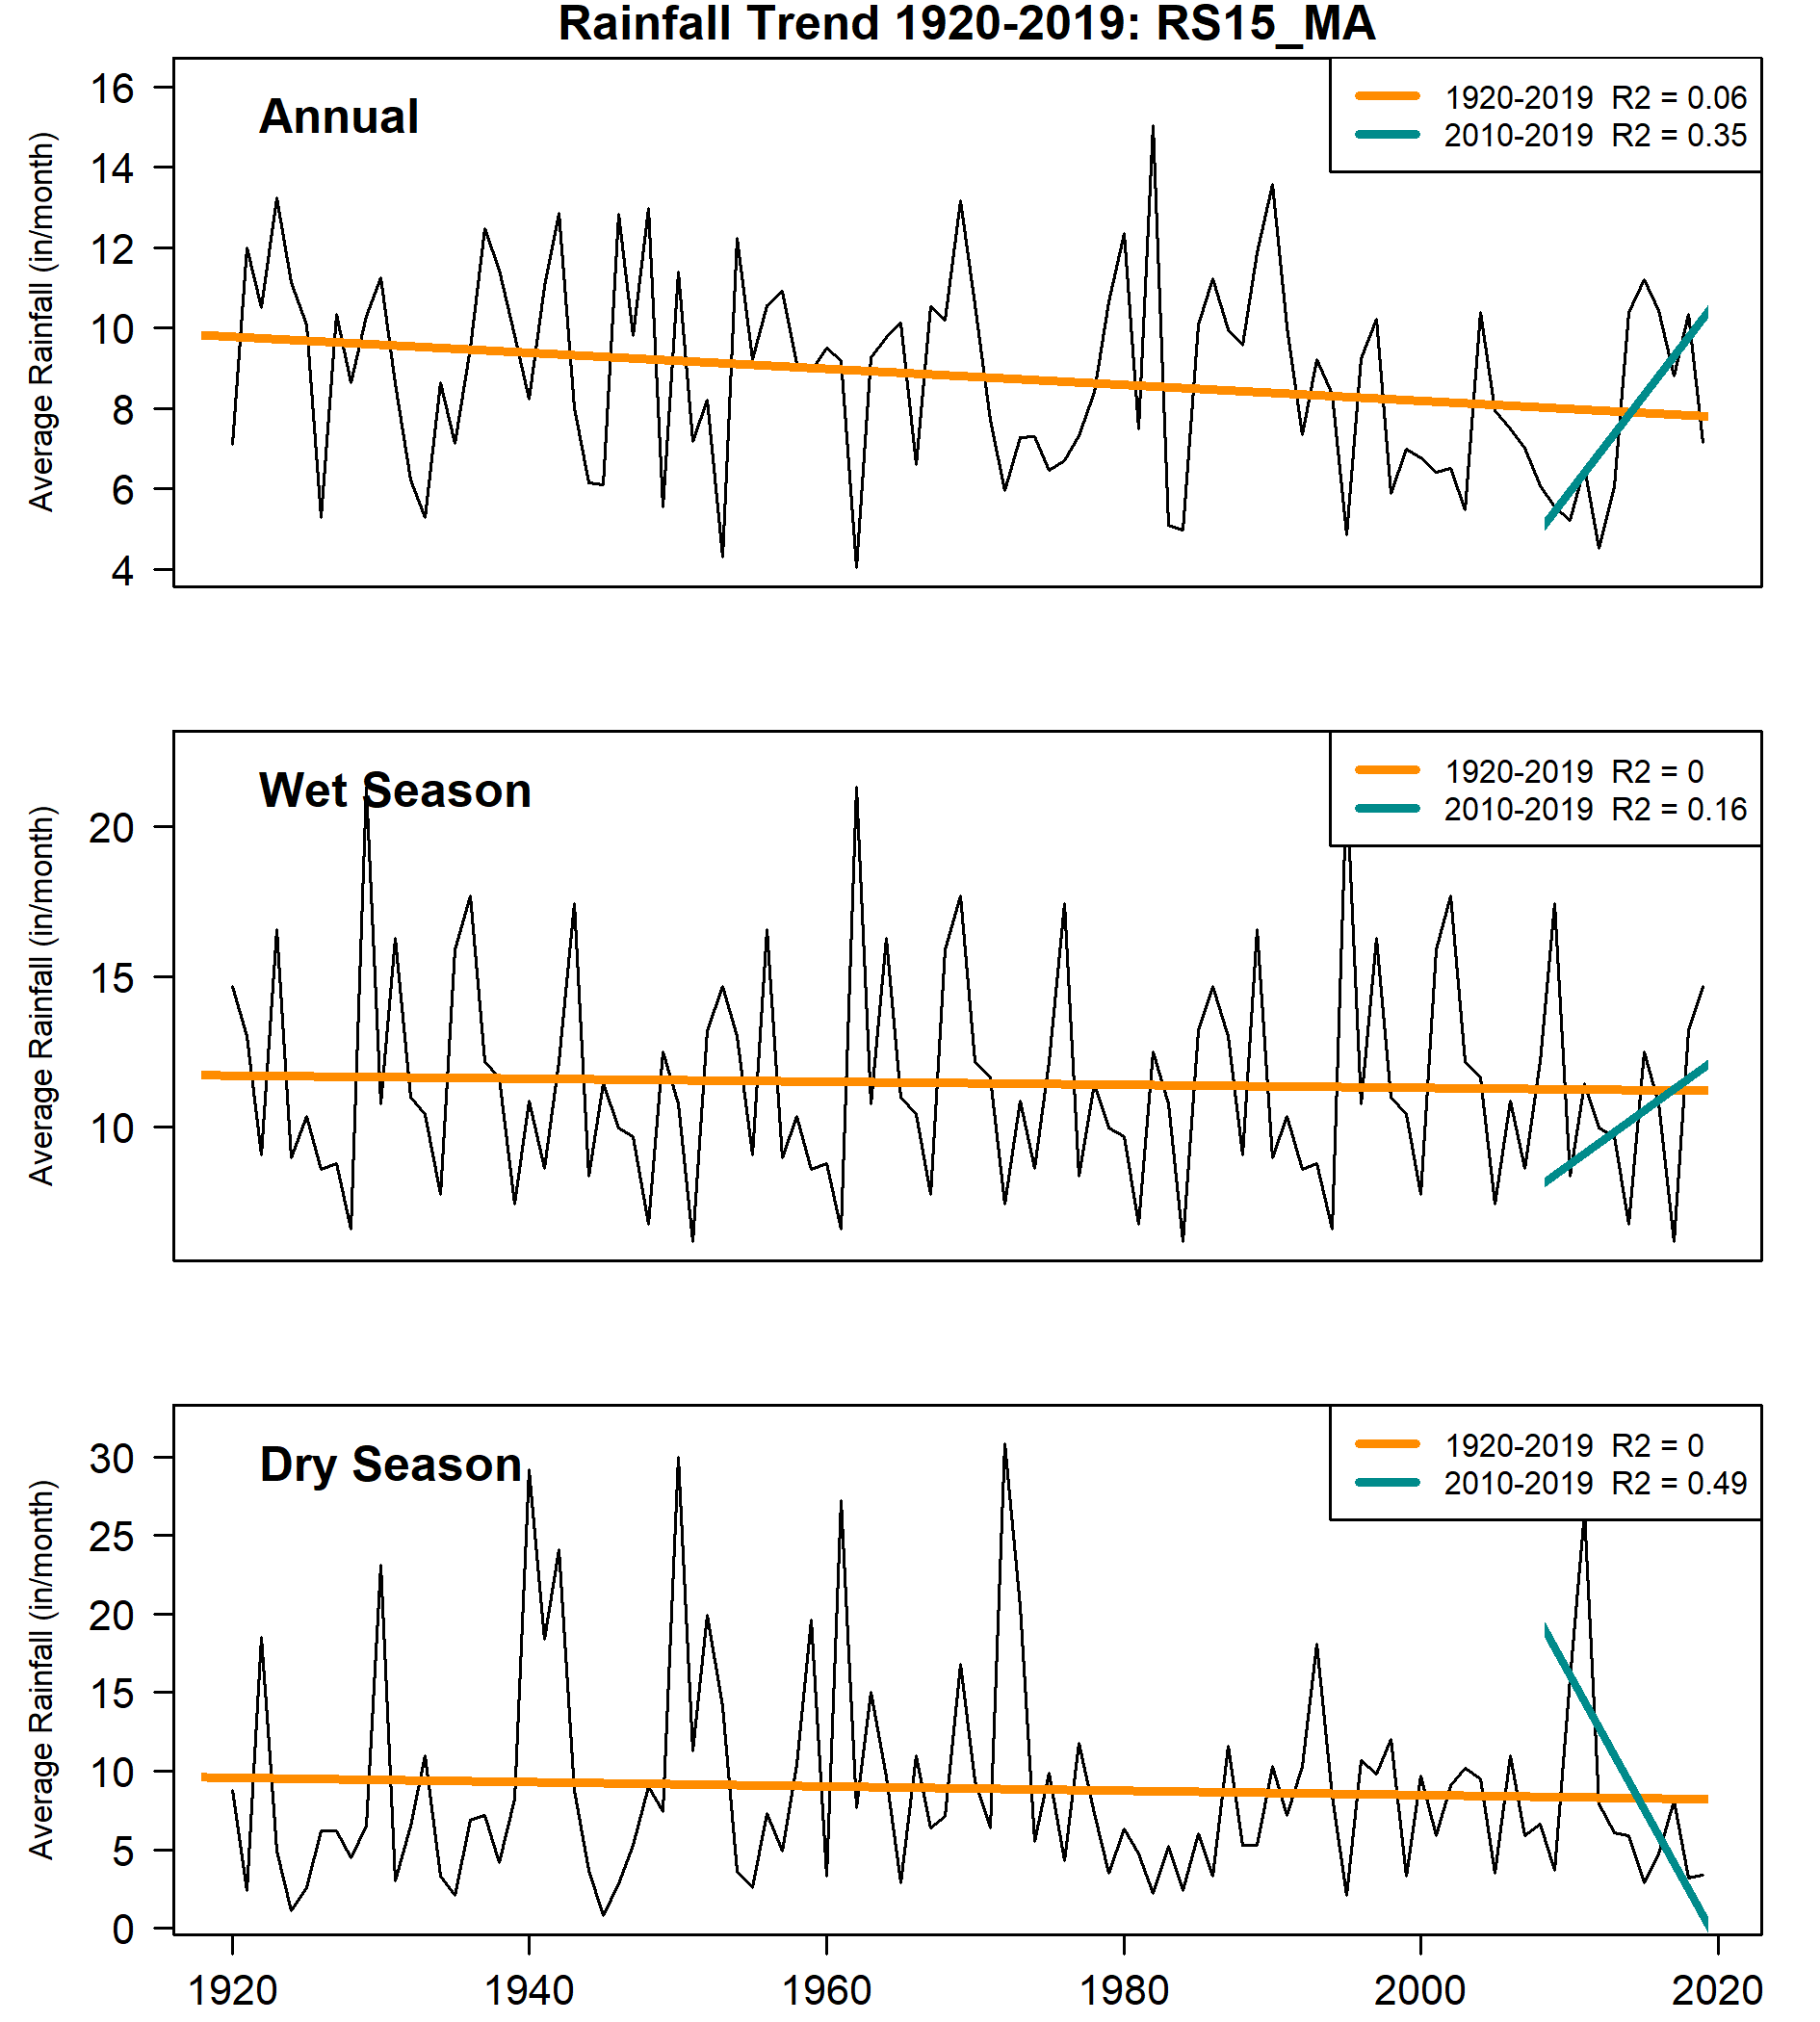 Rainfall Trend 1920-2019: RS15_MA
Annual
1920-2019 R2 = 0.06
2010-2019 R2 = 0.35
Average Rainfall (in/month)
16
14
12
10
8
6
4
Wet Season
1920-2019 R2 = 0
2010-2019 R2 = 0.16
Average Rainfall (in/month)
20
15
10
Dry Season
1920-2019 R2 = 0
2010-2019 R2 = 0.49
Average Rainfall (in/month)
30
25
20
15
10
5
0
1920 1940 1960 1980 2000 2020